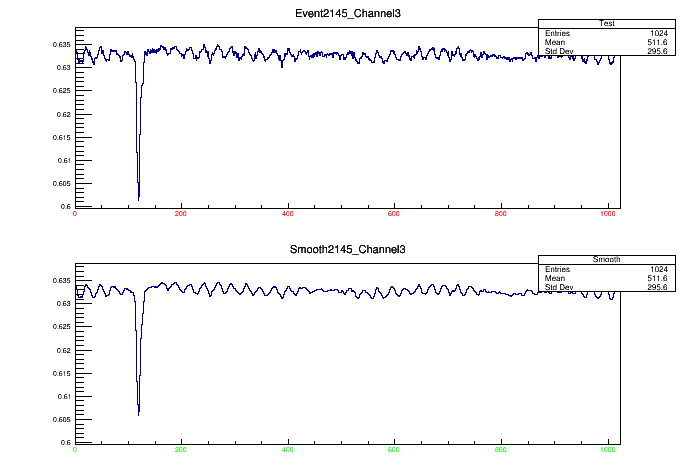 Event2145_Channel3
Test
Entries 1024
Mean 511.6
Std Dev 295.6
0.635
0.63
0.625
0.62
0.615
0.61
0.605
0.6
0 200 400 600 800 1000
Smooth2145_Channel3
Smooth
Entries 1024
Mean 511.6
Std Dev 295.6
0.635
0.63
0.625
0.62
0.615
0.61
0.605
0.6
0 200 400 600 800 1000